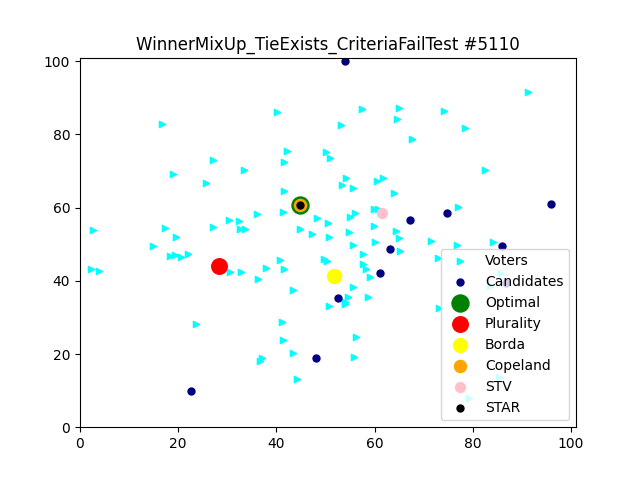 WinnerMixUp_TieExists_CriteriaFailTest #5110
100
80
60
40
20
0
0
20
40
60
80
100
Voters
Candidates
Optimal
Plurality
Borda
Copeland
STV
STAR